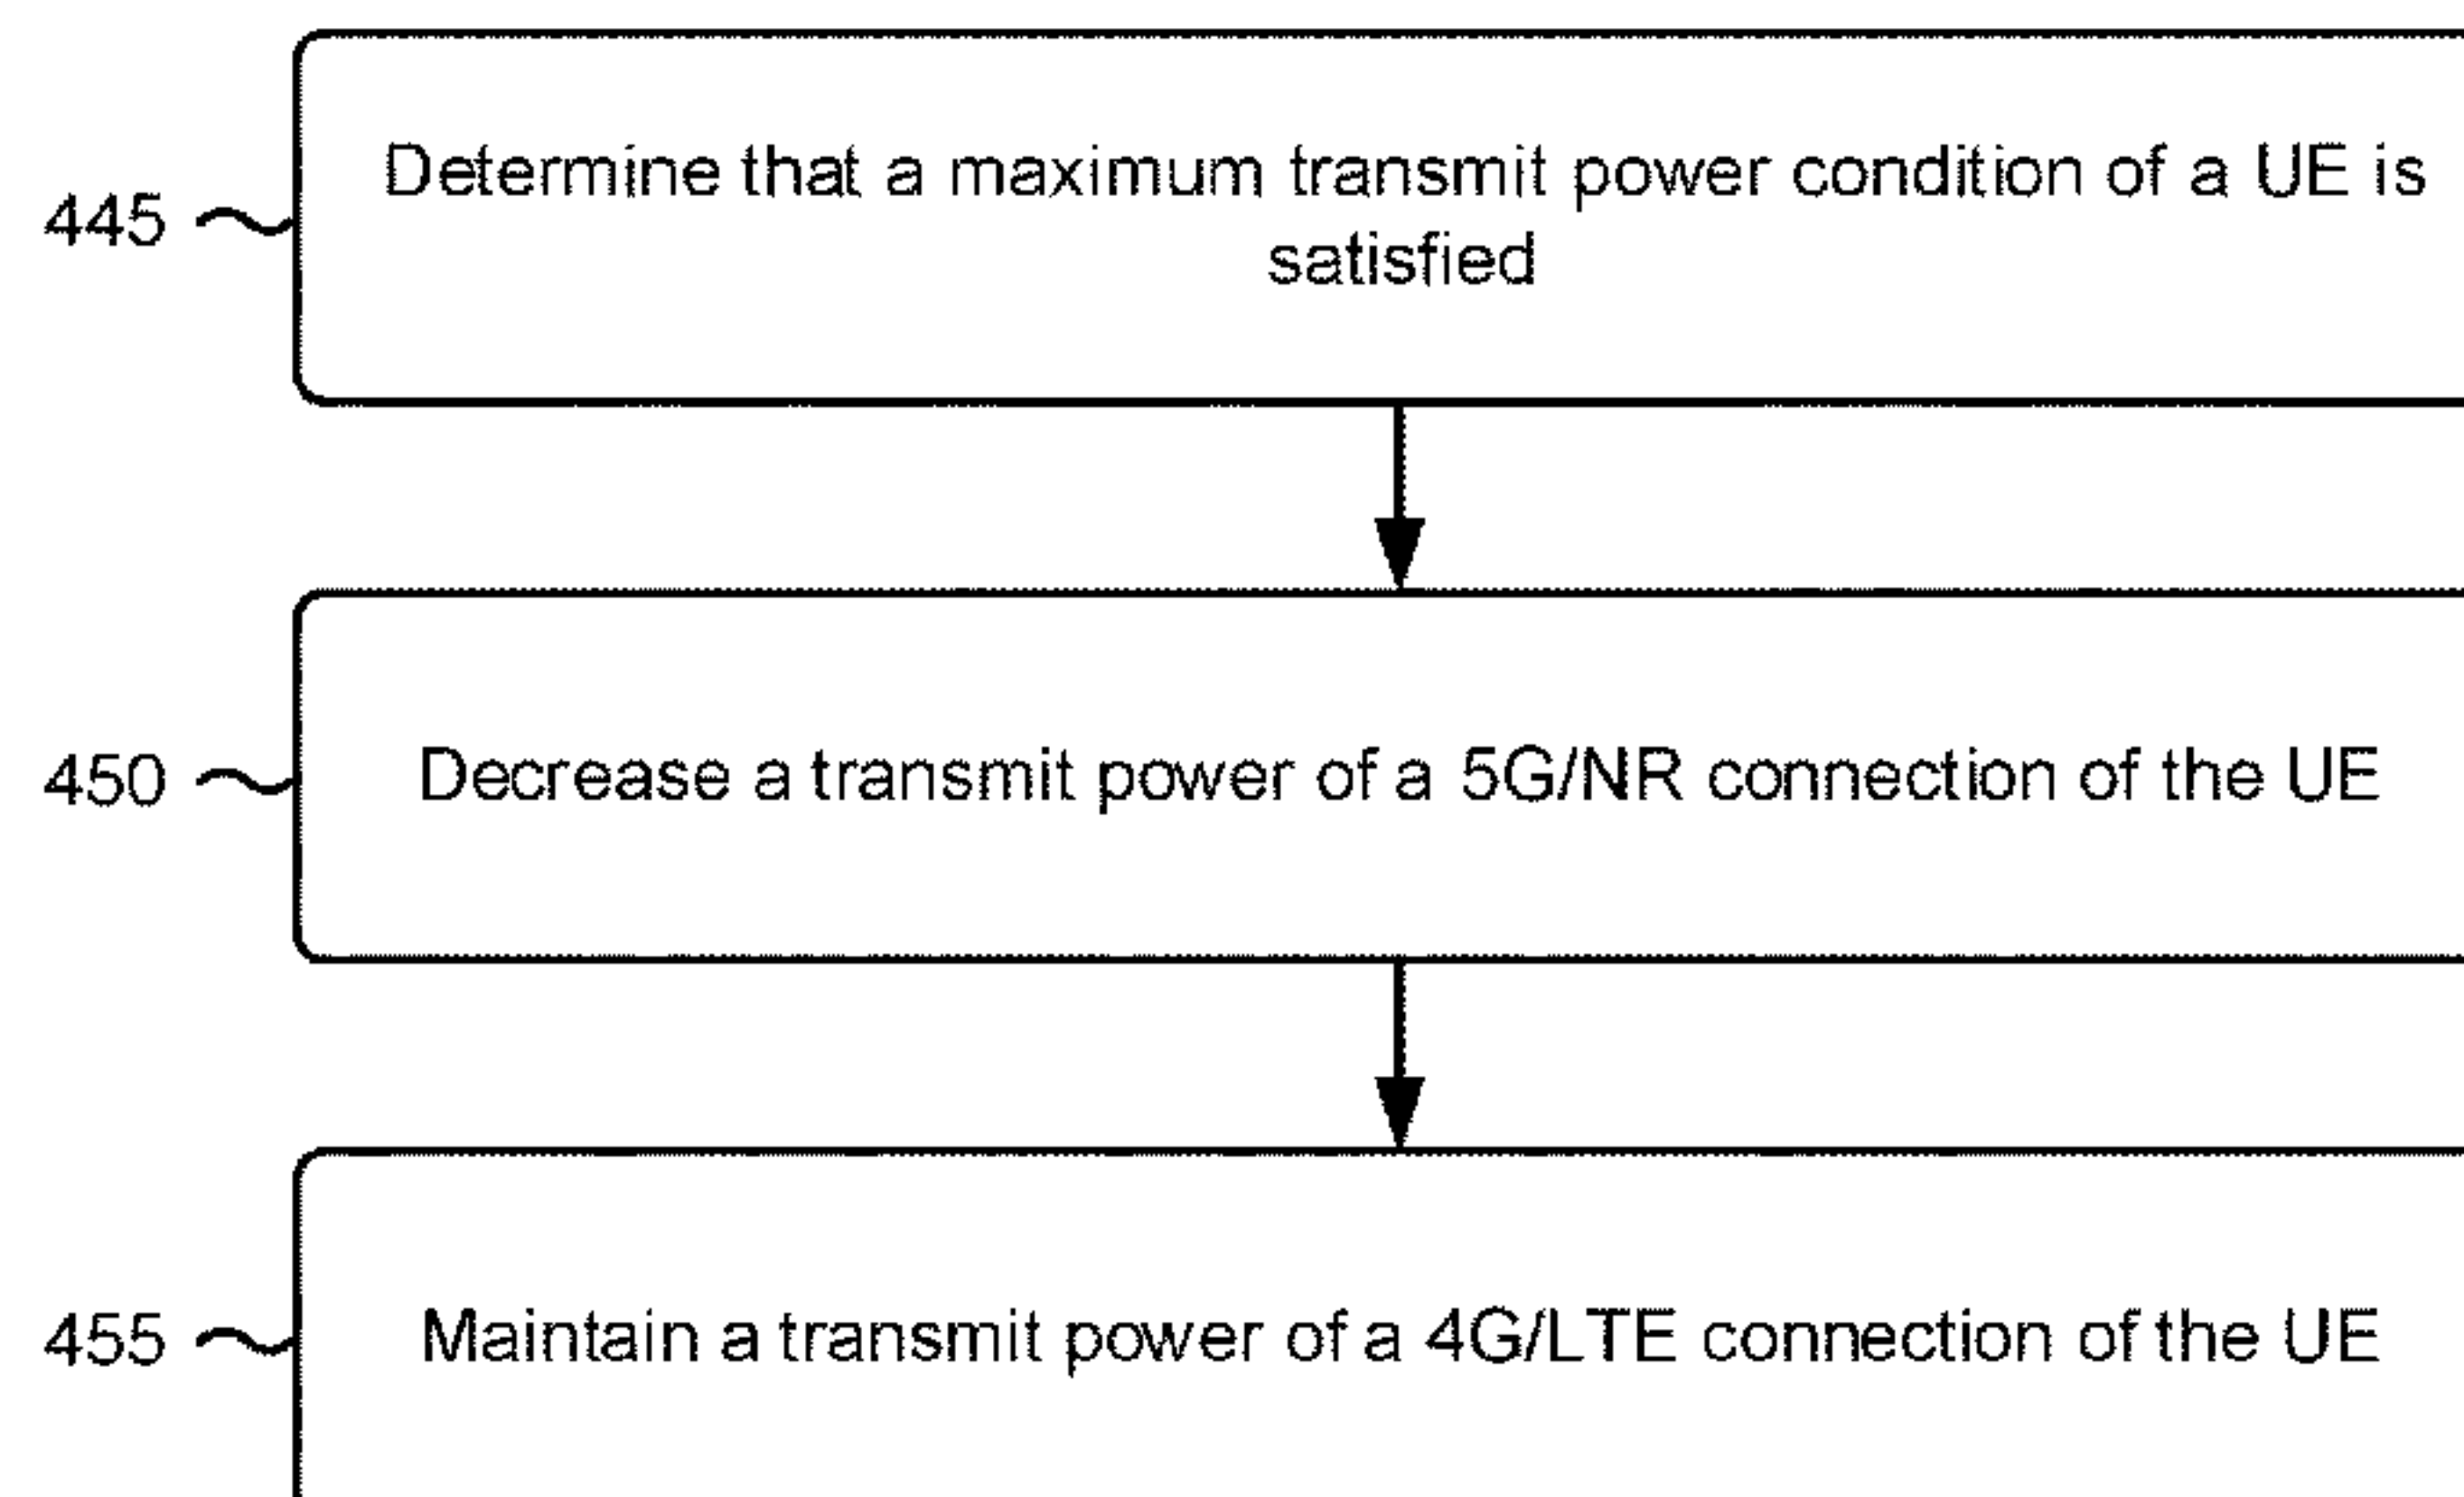 445
Determine that a maximum transmit power condition of a UE is
satisfied
450
Decrease a transmit power of a 5G/NR connection of the UE
455
Maintain a transmit power of a 4G/LTE connection of the UE